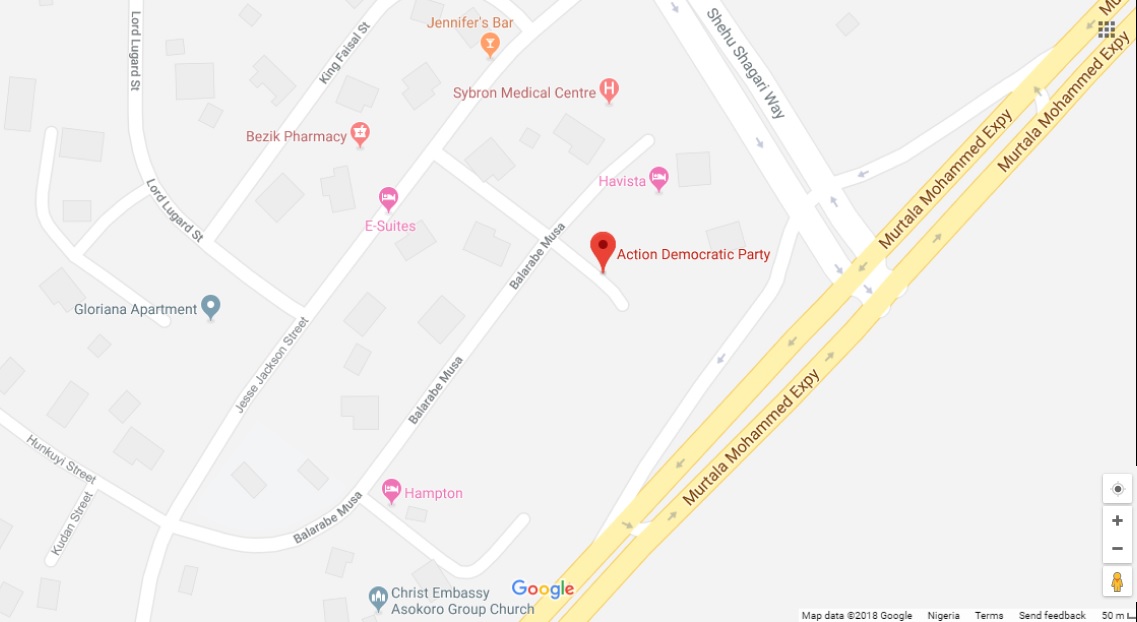 Jennifer's Bar
Lord Lugard St
King Faisal St
Shehu Shagari Way
Mu
Murtala Mohammed Expy
Sybron Medical Centre
H
Bezik Pharmacy
Murtala Mohammed Expy
Havista
Lord Lugard St
E-Suites
Balarabe Musa
Action Democratic Party
Gloriana Apartment
Jesse Jackson Street
Balarabe Musa
Murtala Mohammed Expy
Hunkuyi Street
Kudan Street
Hampton
Balarabe Musa
Google
Christ Embassy
Asokoro Group Church
Map data ©2018 Google Nigeria Terms Send feedback 50 m